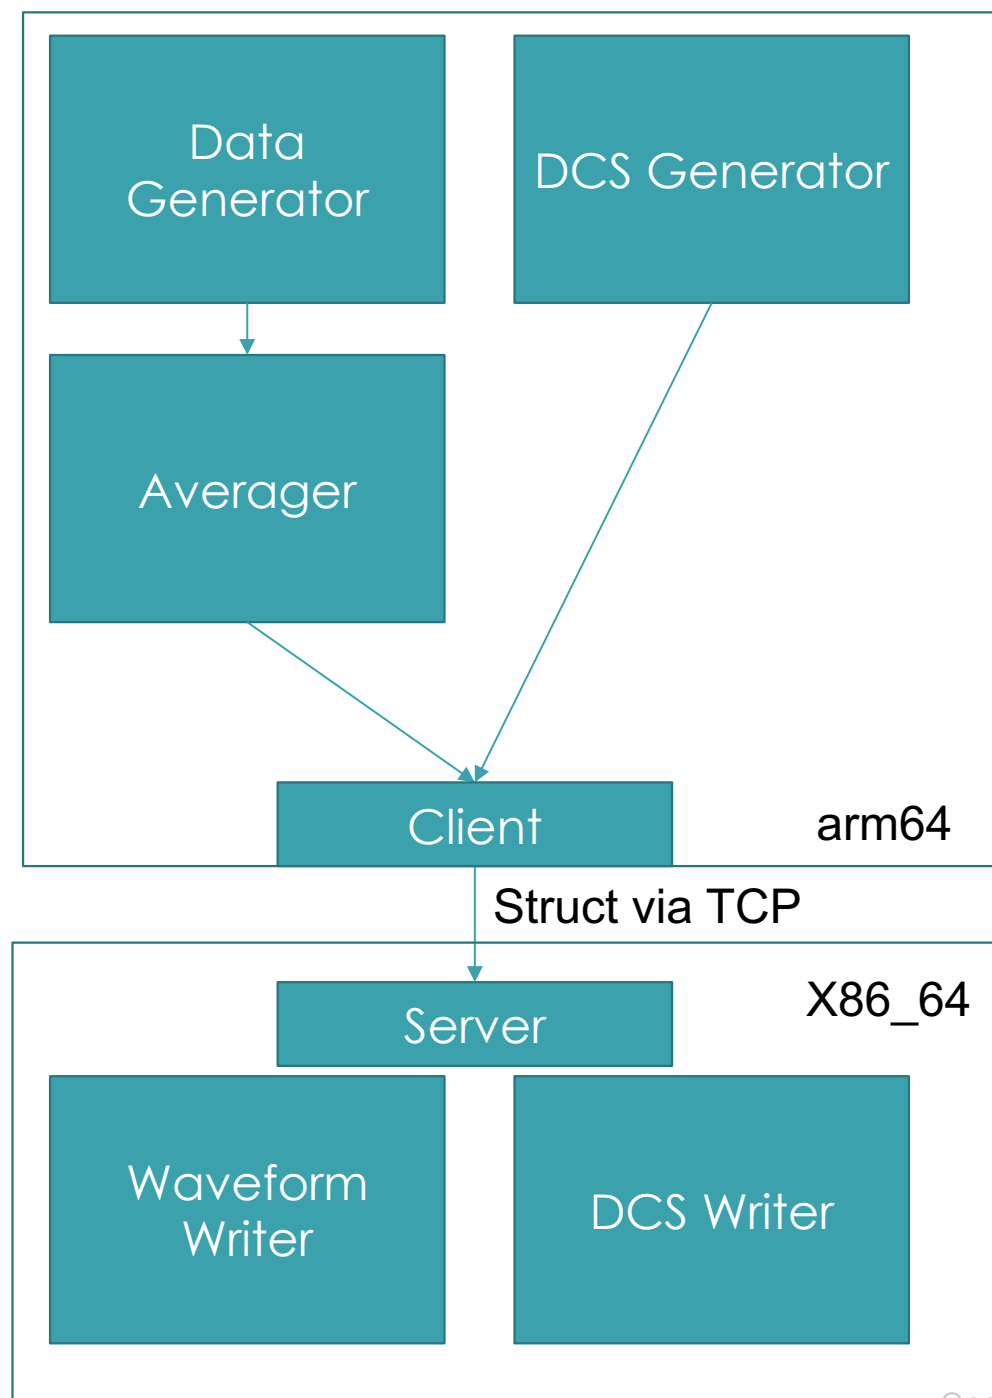 Data
Generator
DCS Generator
Averager
Client
arm64
Struct via TCP
X86_64
Server
Waveform
Writer
DCS Writer